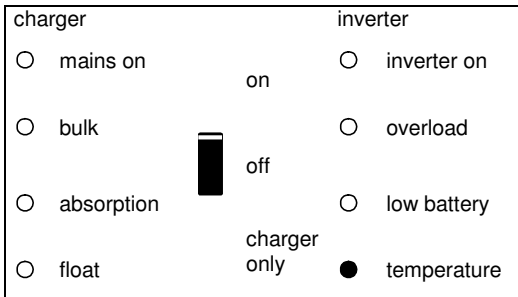 charger
inverter
mains on
inverter on
on
bulk
overload
off
absorption
low battery
charger
only
float
temperature